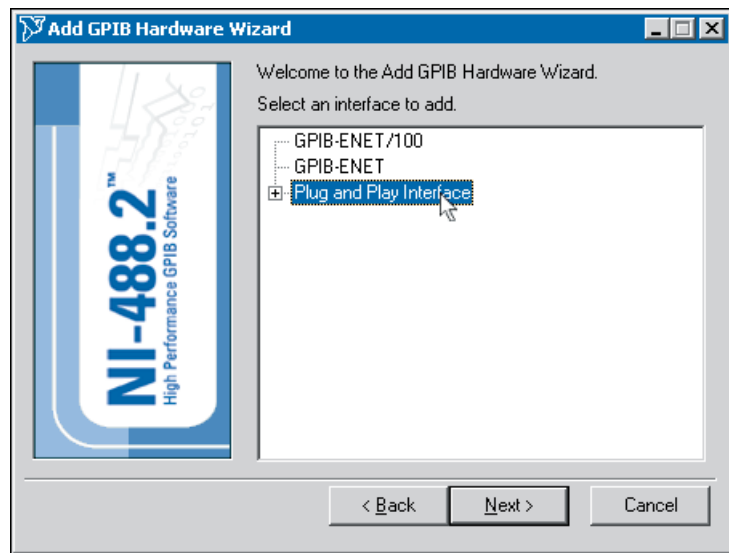 Add GPIB Hardware Wizard
Welcome to the Add GPIB Hardware Wizard.
Select an interface to add.
GPIB-ENET/100
GPIB-ENET
Plug and Play Interface
NI-488.2™
High Performance GPIB Software
< Back
Next >
Cancel